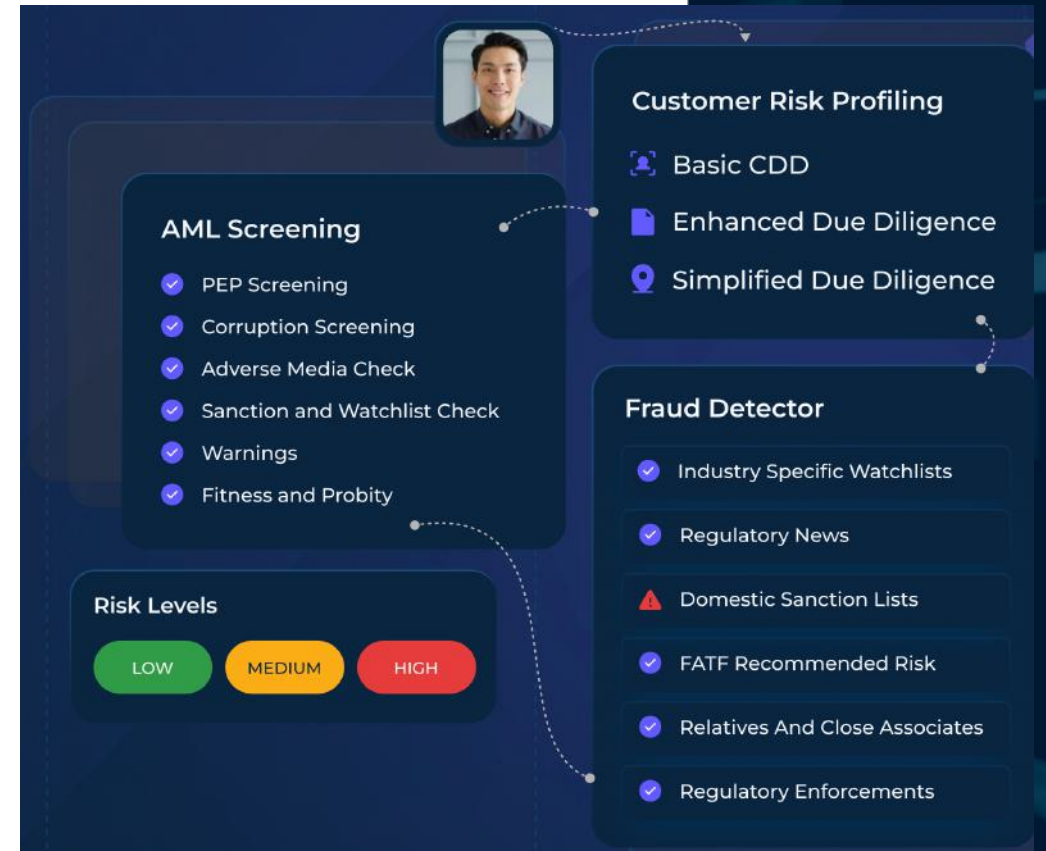 Customer Risk Profiling
Basic CDD
Enhanced Due Diligence
Simplified Due Diligence
AML Screening
PEP Screening
Corruption Screening
Adverse Media Check
Sanction and Watchlist Check
Warnings
Fitness and Probity
Fraud Detector
Industry Specific Watchlists
Regulatory News
Domestic Sanction Lists
FATF Recommended Risk
Relatives And Close Associates
Regulatory Enforcements
Risk Levels
LOW MEDIUM HIGH